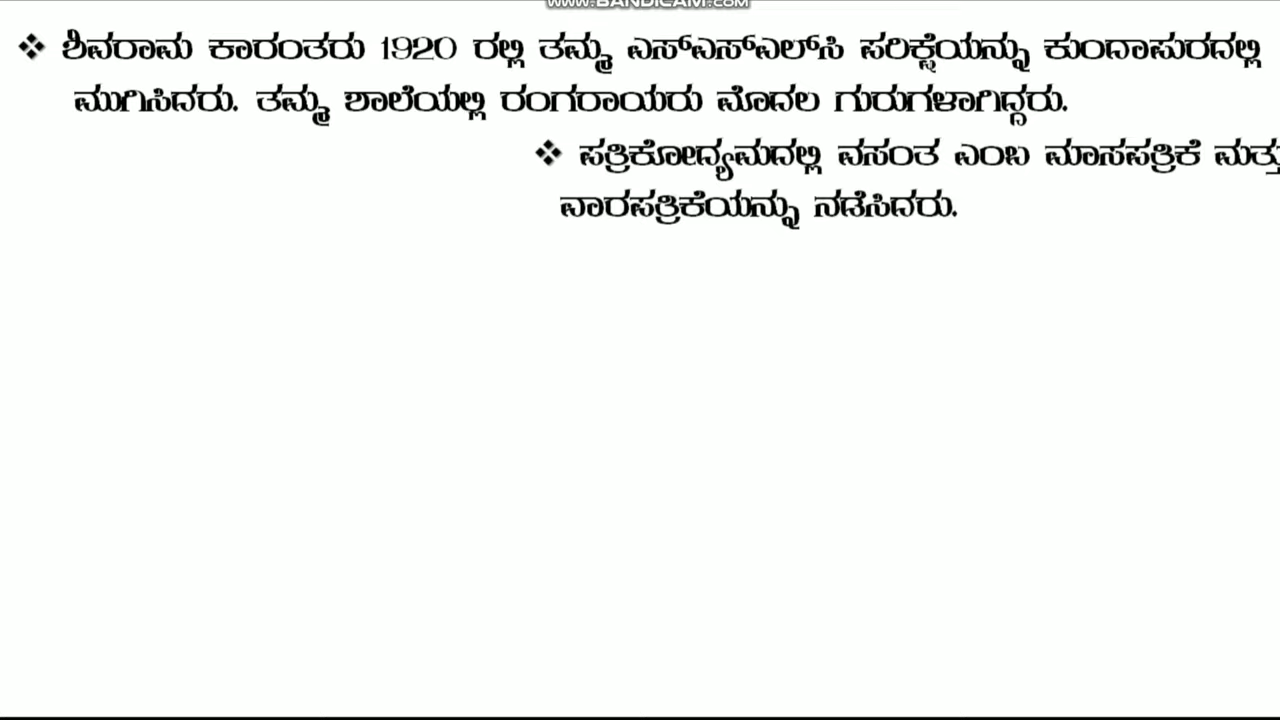 WWW.BANDICAM.COM
❖ ಶಿವರಾಮ ಕಾರಂತರು 1920 ರಲ್ಲಿ ತಮ್ಮ ಎಸ್ಎಸ್ಎಲ್‌ಸಿ ಪರಿಕ್ಷೆಯನ್ನು ಕುಂದಾಪುರದಲ್ಲಿ
ಮುಗಿಸಿದರು. ತಮ್ಮ ಶಾಲೆಯಲ್ಲಿ ರಂಗರಾಯರು ಮೊದಲ ಗುರುಗಳಾಗಿದ್ದರು.
❖ ಪತ್ರಿಕೋದ್ಯಮದಲ್ಲಿ ವಸಂತ ಎಂಬ ಮಾಸಪತ್ರಿಕೆ ಮತ್ತು
ವಾರಪತ್ರಿಕೆಯನ್ನು ನಡೆಸಿದರು.